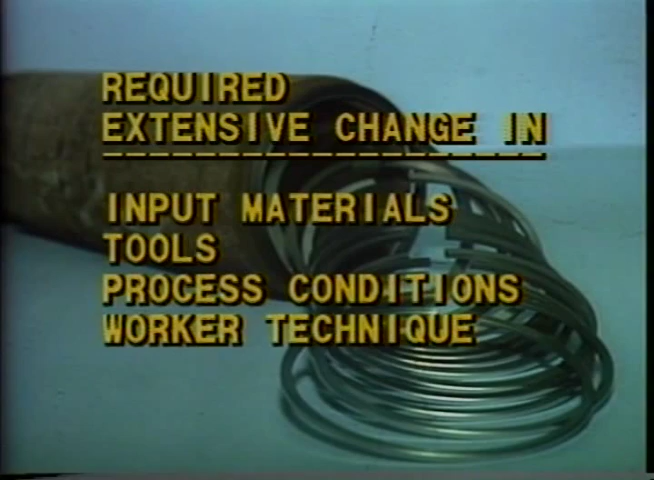 REQUIRED
EXTENSIVE CHANGE IN
INPUT MATERIALS
TOOLS
PROCESS CONDITIONS
WORKER TECHNIQUE